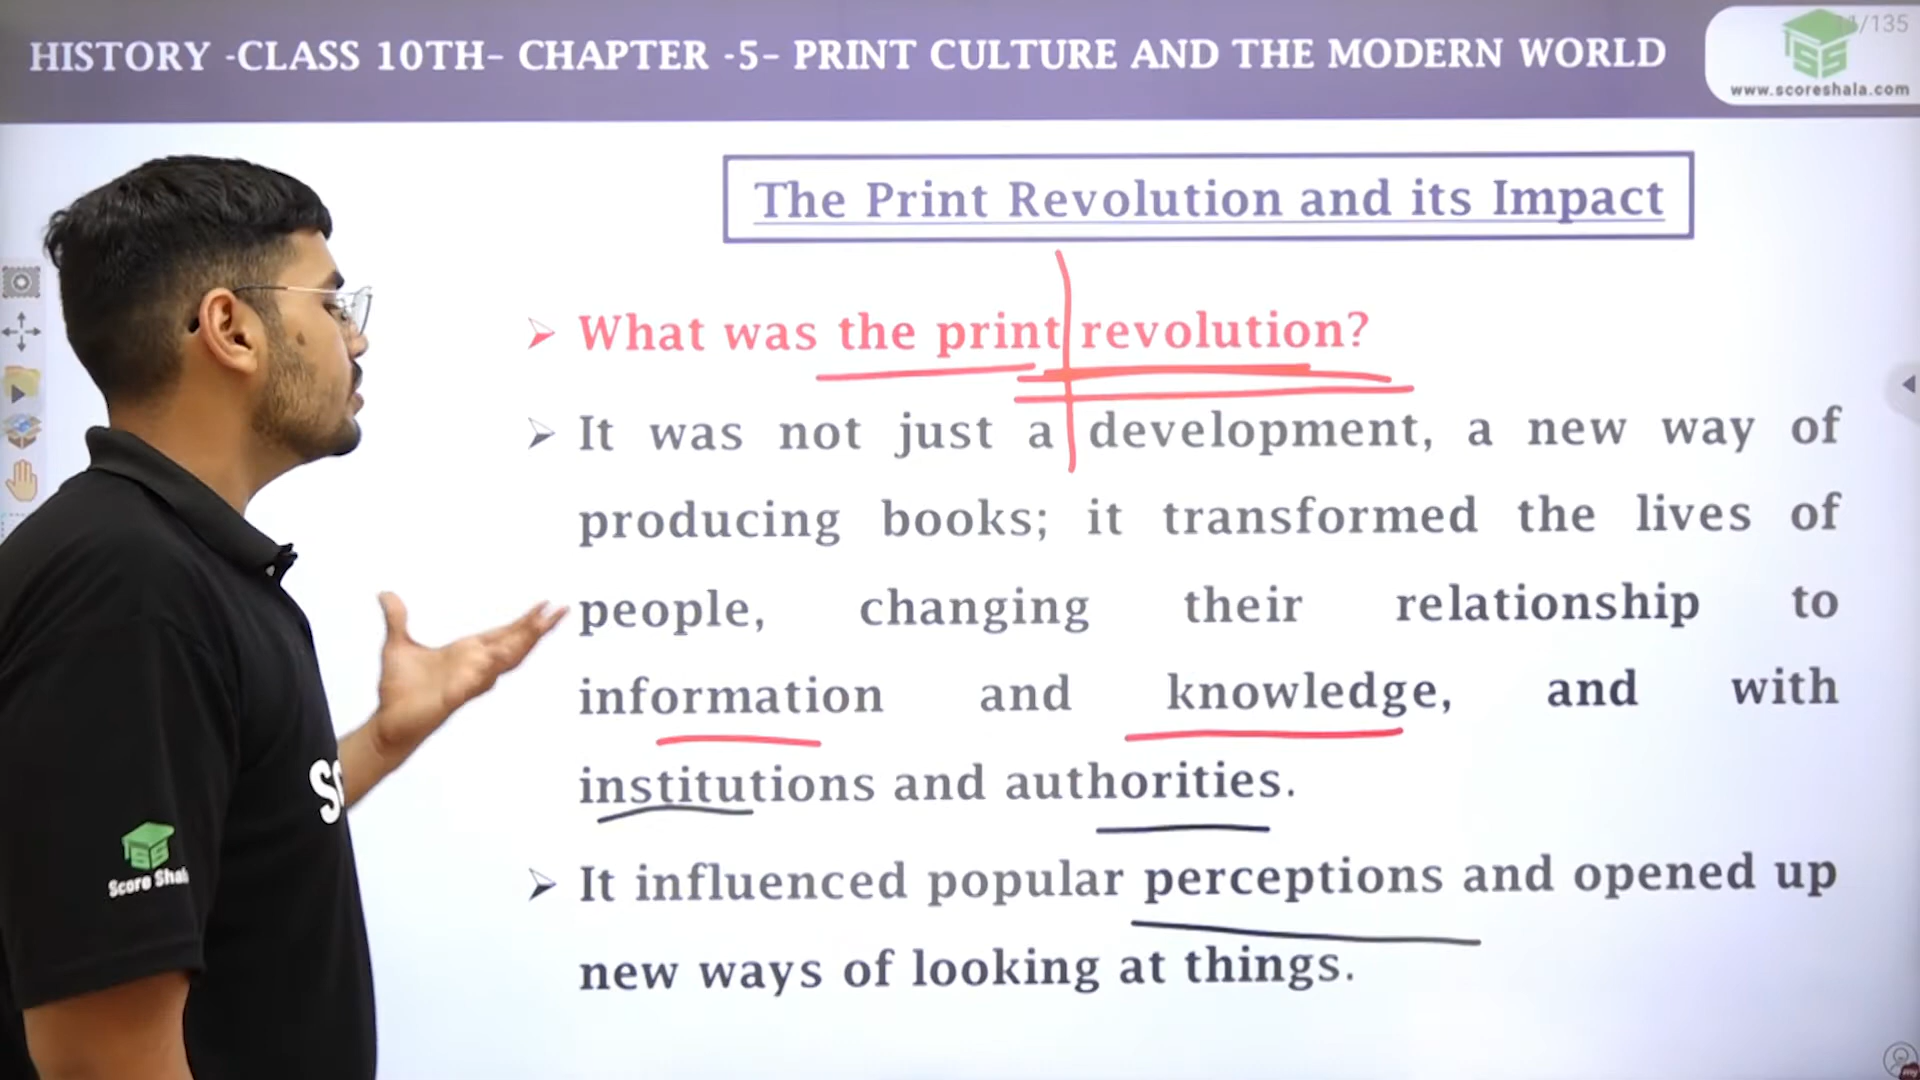 HISTORY -CLASS 10TH- CHAPTER -5- PRINT CULTURE AND THE MODERN WORLD
/135
www.scoreshala.com
The Print Revolution and its Impact
➢ What was the print revolution?
➢ It was not just a development, a new way of
producing books; it transformed the lives of
people, changing their relationship to
information and knowledge, and with
institutions and authorities.
➢ It influenced popular perceptions and opened up
new ways of looking at things.
Score Shala